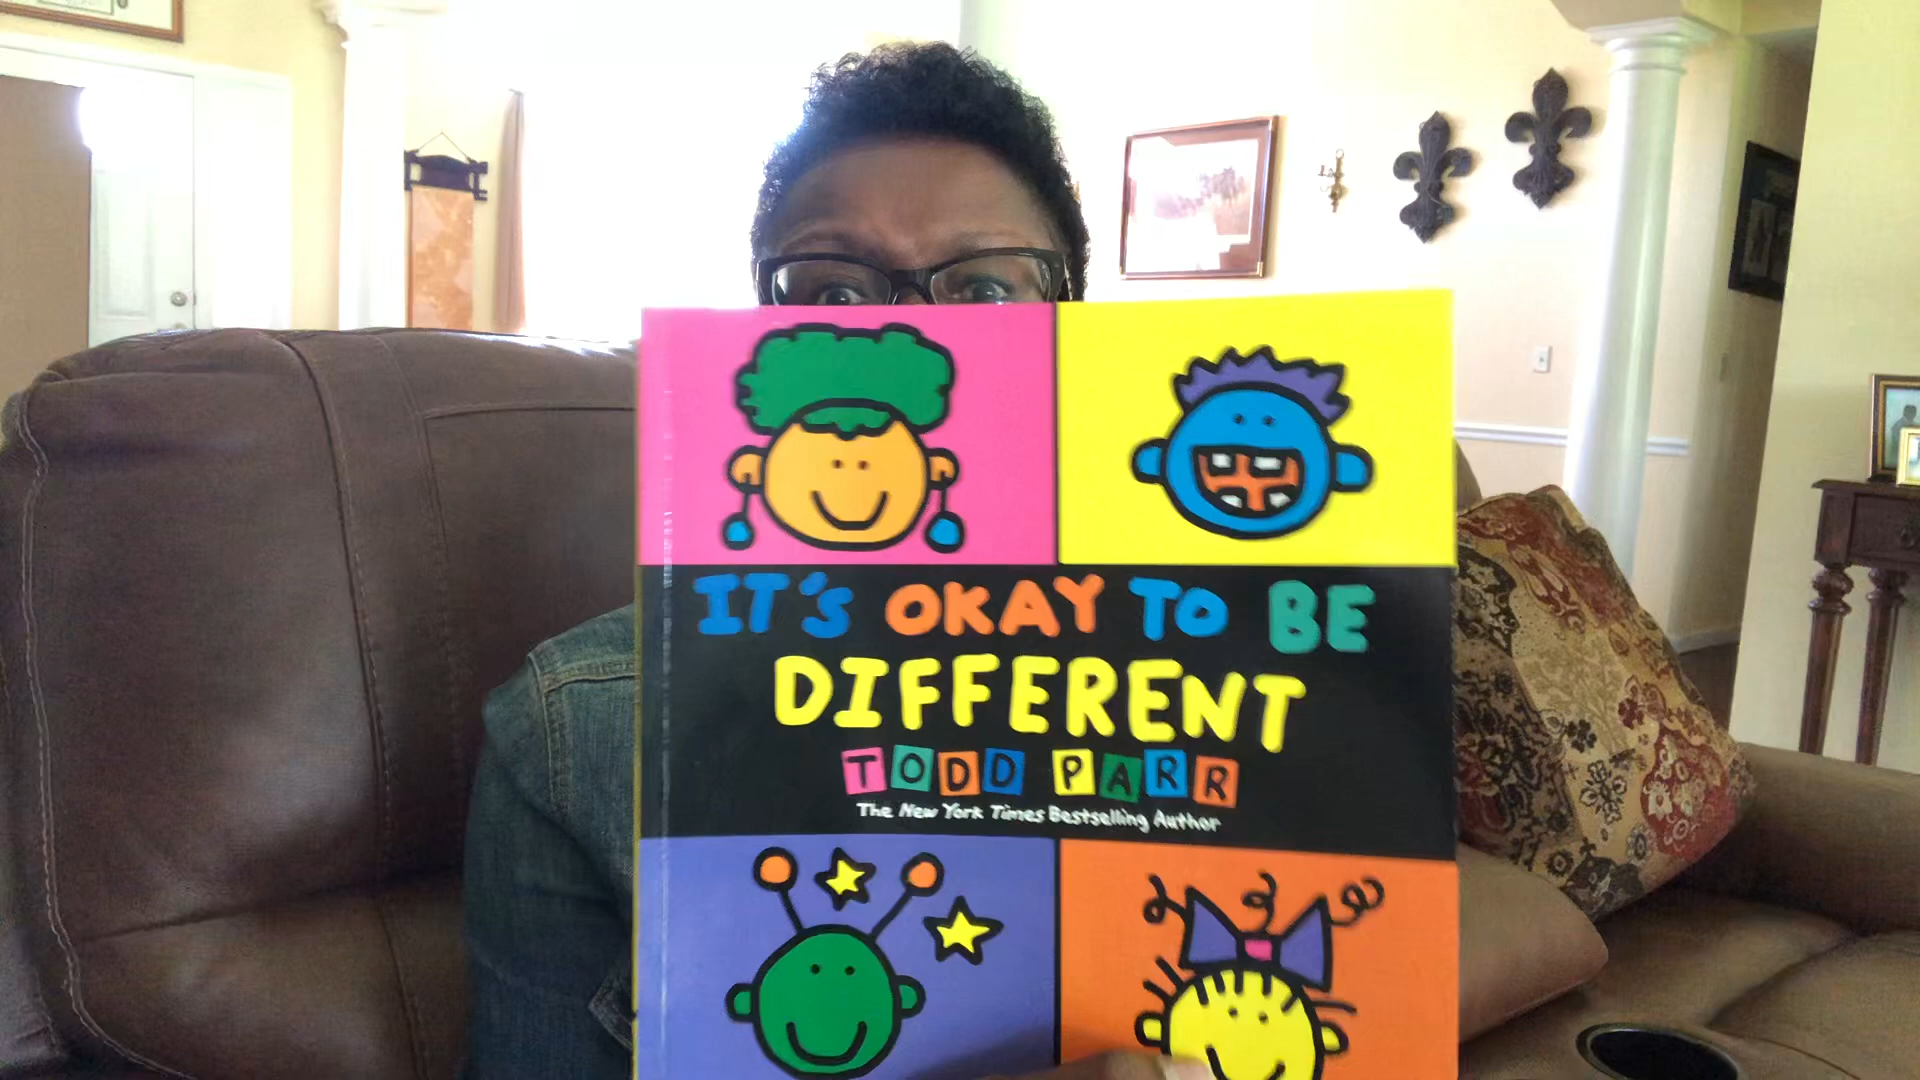 IT'S OKAY TO BE
DIFFERENT
TODD PARR
The New York Times Bestselling Author